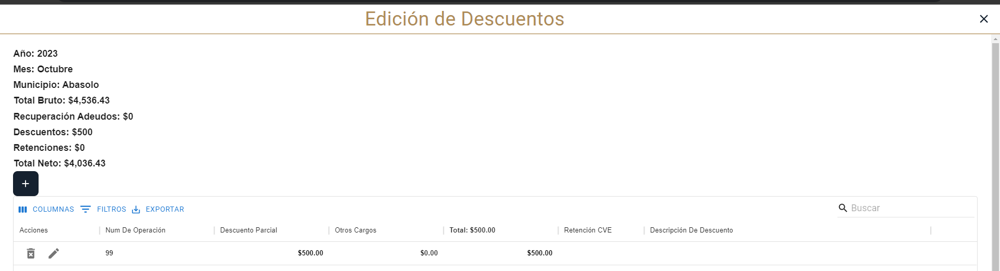 Edición de Descuentos
Año: 2023
Mes: Octubre
Municipio: Abasolo
Total Bruto: $4,536.43
Recuperación Adeudos: $0
Descuentos: $500
Retenciones: $0
Total Neto: $4,036.43
COLUMNAS FILTROS EXPORTAR Buscar
Acciones Num De Operación Descuento Parcial Otros Cargos Total: $500.00 Retención CVE Descripción De Descuento
99 $500.00 $0.00 $500.00